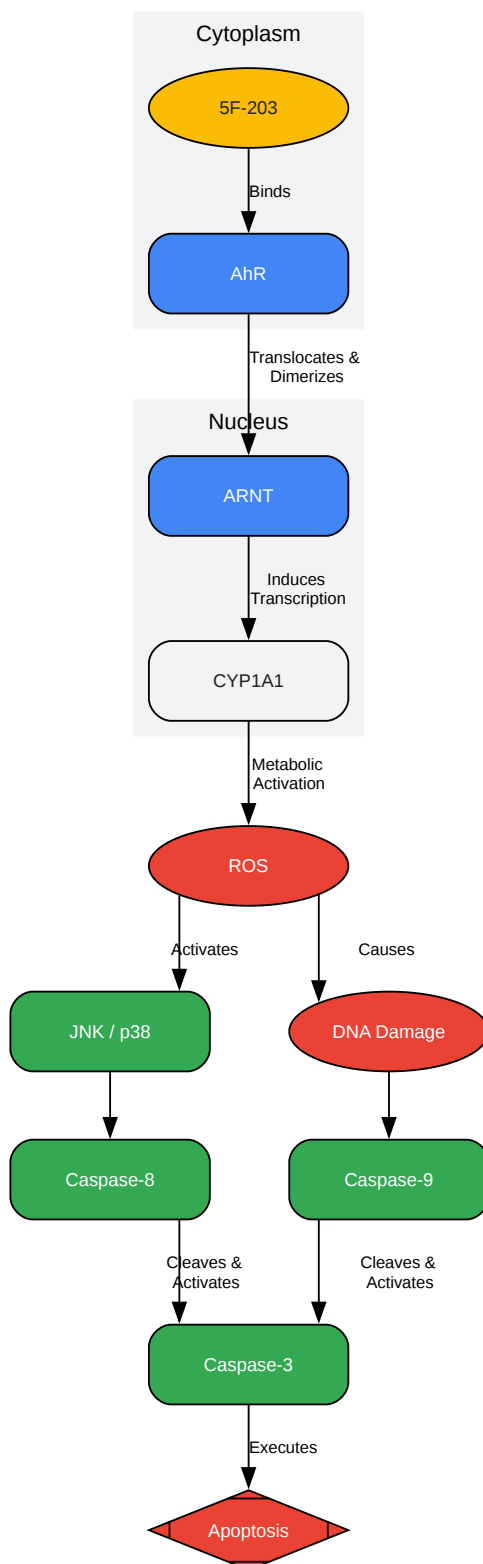 Cytoplasm
5F-203
Binds
AhR
Translocates &
Dimerizes
Nucleus
ARNT
Induces
Transcription
CYP1A1
Metabolic
Activation
ROS
Activates
Causes
JNK / p38
DNA Damage
Caspase-8
Caspase-9
Cleaves &
Activates
Cleaves &
Activates
Caspase-3
Executes
Apoptosis